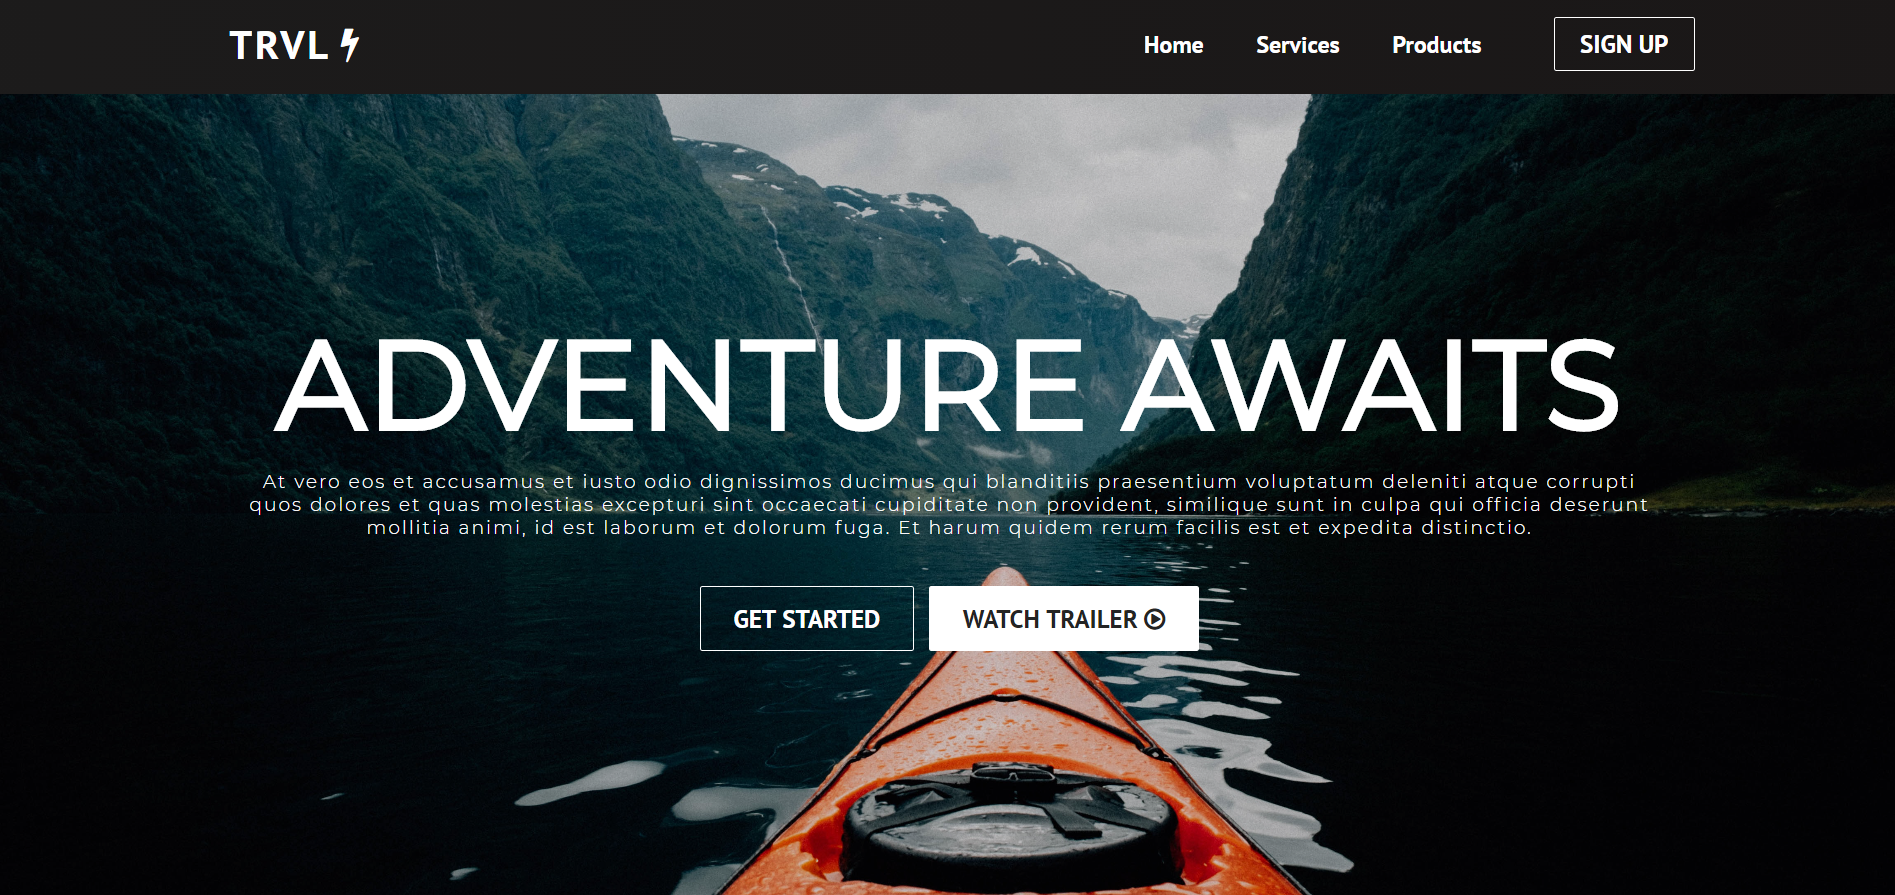 TRVL
Home
Services
Products
SIGN UP
ADVENTURE AWAITS
At vero eos et accusamus et iusto odio dignissimos ducimus qui blanditiis praesentium voluptatum deleniti atque corrupti
quos dolores et quas molestias excepturi sint occaecati cupiditate non provident, similique sunt in culpa qui officia deserunt
mollitia animi, id est laborum et dolorum fuga. Et harum quidem rerum facilis est et expedita distinctio.
GET STARTED
WATCH TRAILER